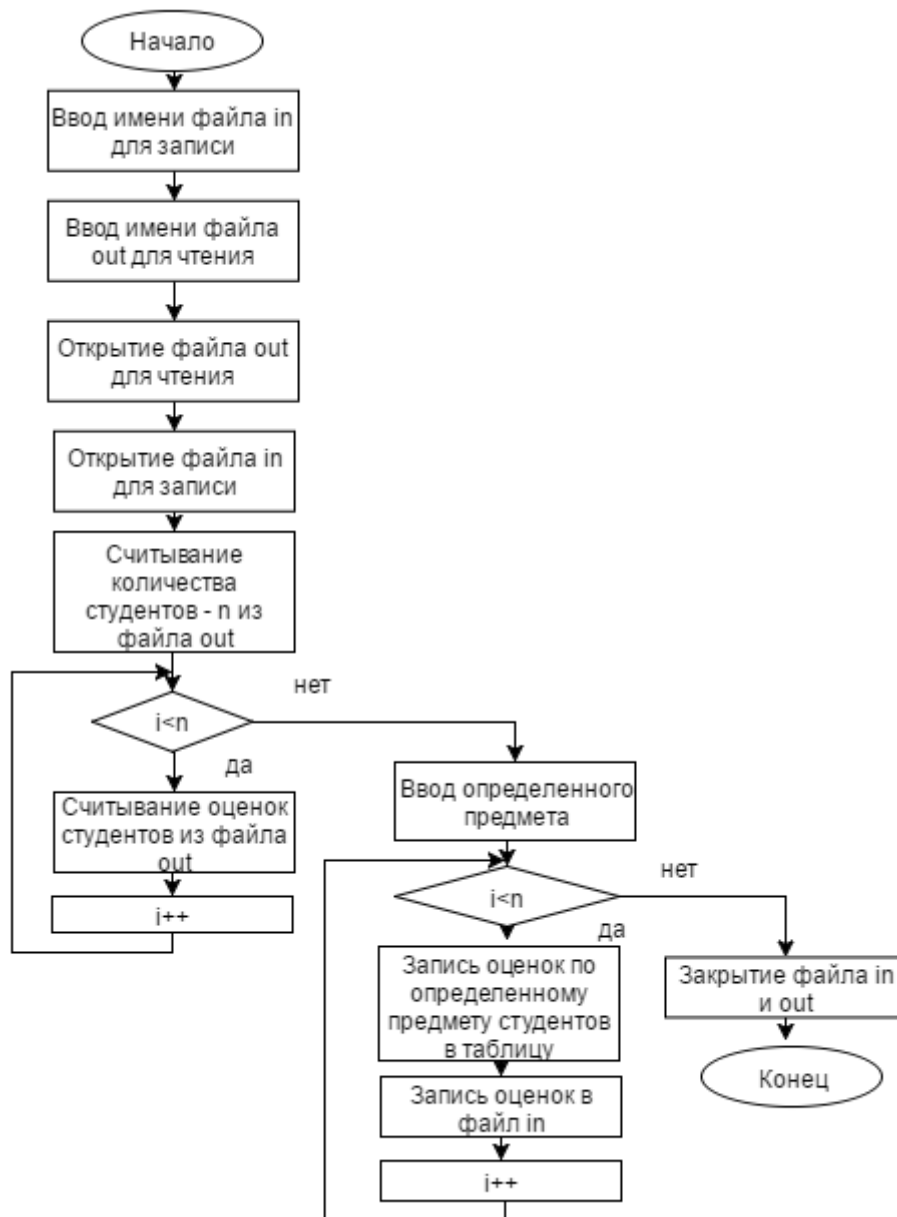 Начало
Ввод имени файла in
для записи
Ввод имени файла
out для чтения
Открытие файла out
для чтения
Открытие файла in
для записи
Считывание
количества
студентов - n из
файла out
i<n
нет
да
Считывание оценок
студентов из файла
out
i++
Ввод определенного
предмета
i<n
нет
да
Запись оценок по
определенному
предмету студентов
в таблицу
Запись оценок в
файл in
i++
Закрытие файла in
и out
Конец